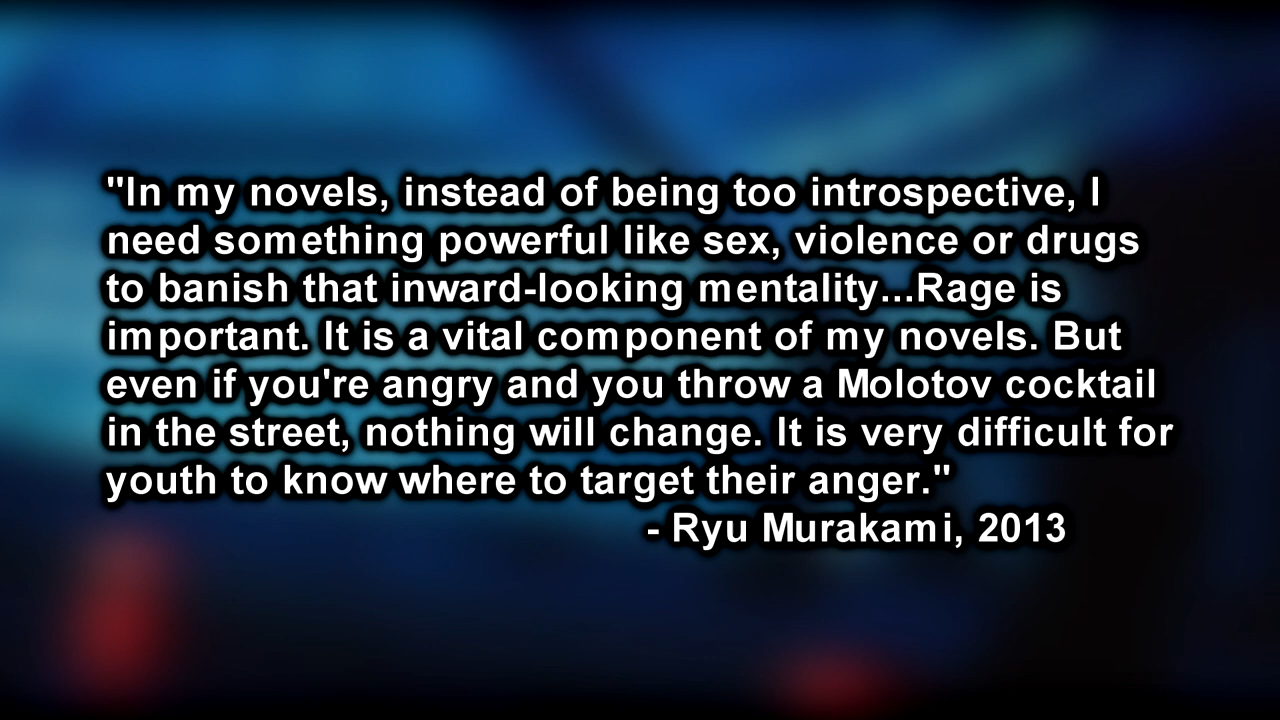 "In my novels, instead of being too introspective, I
need something powerful like sex, violence or drugs
to banish that inward-looking mentality...Rage is
important. It is a vital component of my novels. But
even if you're angry and you throw a Molotov cocktail
in the street, nothing will change. It is very difficult for
youth to know where to target their anger."
- Ryu Murakami, 2013